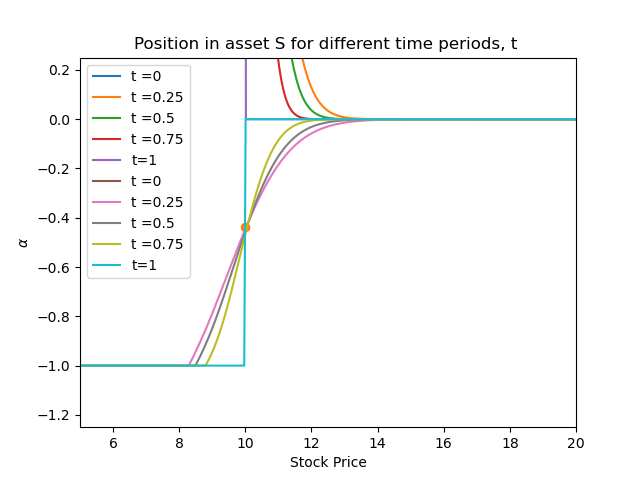 Position in asset S for different time periods, t
t =0
t =0.25
t =0.5
t =0.75
t=1
t =0
t =0.25
t =0.5
t =0.75
t=1
0.2
0.0
−0.2
−0.4
−0.6
−0.8
−1.0
−1.2
α
6 8 10 12 14 16 18 20
Stock Price